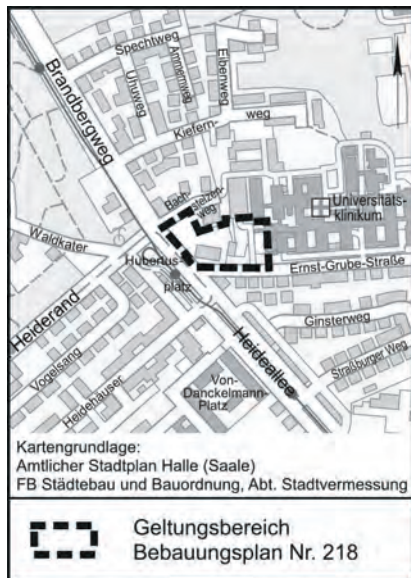 Spechtweg
Ammernweg
Uhuweg
Eibenweg
Brandbergweg
Kiefern-
weg
Bach-
stelzen-
weg
Universitäts-
klinikum
Waldkater
Hubertus-
platz
Ernst-Grube-Straße
Heiderand
Ginsterweg
Heideallee
Straßburger Weg
Vogelsang
Heidehäuser
Von-
Danckelmann-
Platz
Kartengrundlage:
Amtlicher Stadtplan Halle (Saale)
FB Städtebau und Bauordnung, Abt. Stadtvermessung
Geltungsbereich
Bebauungsplan Nr. 218